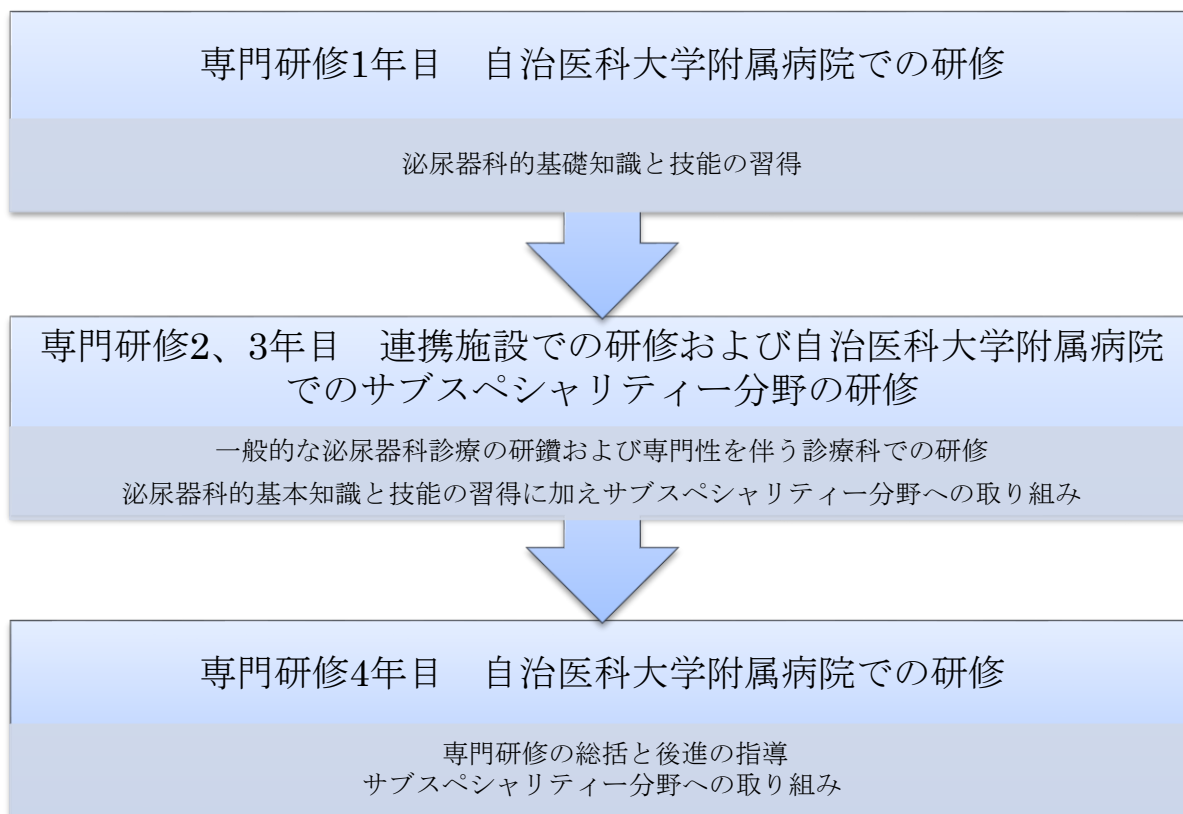 専門研修1年目　自治医科大学附属病院での研修
泌尿器科的基礎知識と技能の習得
専門研修2、3年目　連携施設での研修および自治医科大学附属病院
でのサブスペシャリティー分野の研修
一般的な泌尿器科診療の研鑽および専門性を伴う診療科での研修
泌尿器科的基本知識と技能の習得に加えサブスペシャリティー分野への取り組み
専門研修4年目　自治医科大学附属病院での研修
専門研修の総括と後進の指導
サブスペシャリティー分野への取り組み